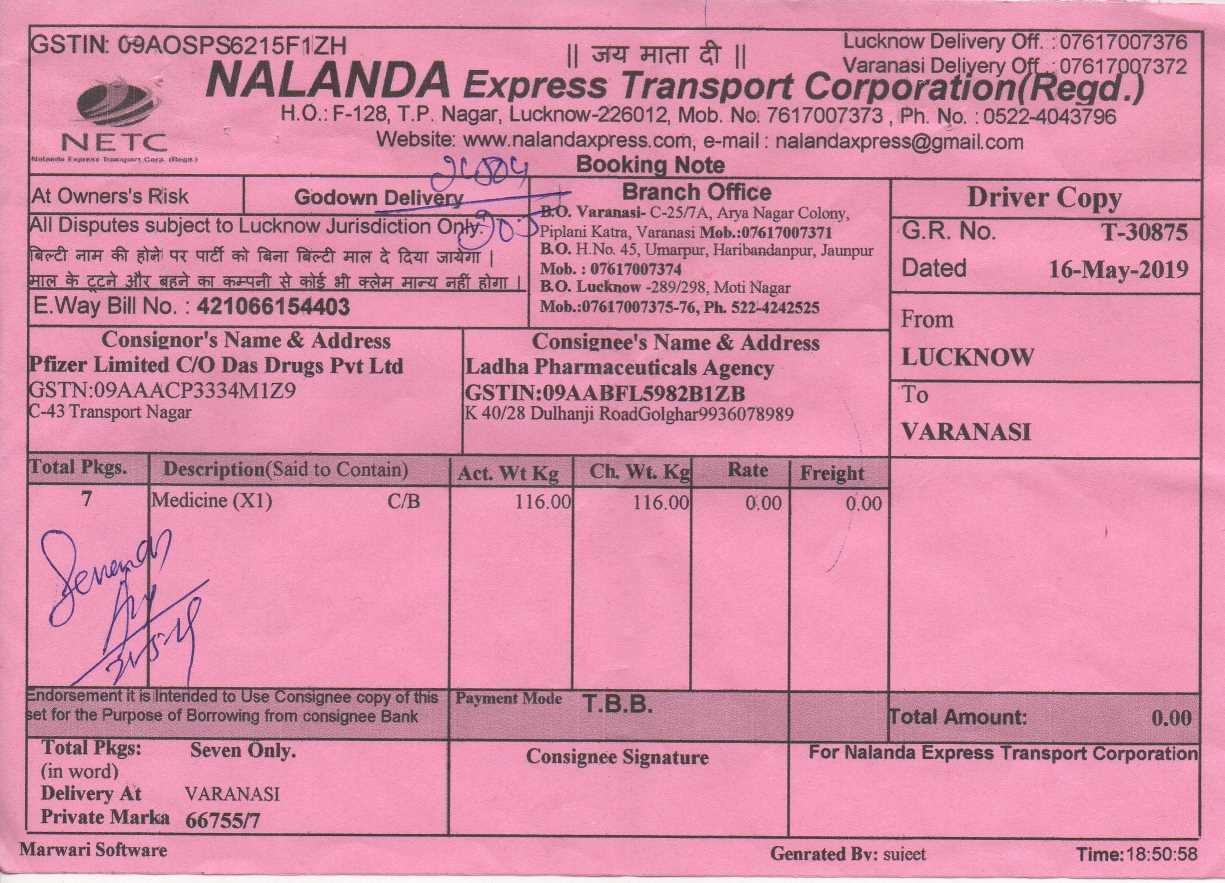 GSTIN: 09AOSPS6215F1ZH
|| जय माता दी ||
Lucknow Delivery Off. :07617007376
Varanasi Delivery Off. :07617007372
NALANDA Express Transport Corporation(Regd.)
H.O.: F-128, T.P. Nagar, Lucknow-226012, Mob. No. 7617007373 , Ph. No. : 0522-4043796
NETC
Website: www.nalandaxpress.com, e-mail : nalandaxpress@gmail.com
Nalanda Express Transport Corp. (Regd.)
Booking Note
At Owners's Risk
Godown Delivery
All Disputes subject to Lucknow Jurisdiction Only.
बिल्टी नाम की होने पर पार्टी को बिना बिल्टी माल दे दिया जायेगा |
माल के टूटने और बहने का कम्पनी से कोई भी क्लेम मान्य नहीं होगा |
E.Way Bill No. : 421066154403
Branch Office
B.O. Varanasi- C-25/7A, Arya Nagar Colony,
Piplani Katra, Varanasi Mob.:07617007371
B.O. H.No. 45, Umarpur, Haribandanpur, Jaunpur
Mob. : 07617007374
B.O. Lucknow -289/298, Moti Nagar
Mob.:07617007375-76, Ph. 522-4242525
Driver Copy
G.R. No. T-30875
Dated 16-May-2019
From
LUCKNOW
To
VARANASI
Consignor's Name & Address
Pfizer Limited C/O Das Drugs Pvt Ltd
GSTN:09AAACP3334M1Z9
C-43 Transport Nagar
Consignee's Name & Address
Ladha Pharmaceuticals Agency
GSTIN:09AABFL5982B1ZB
K 40/28 Dulhanji RoadGolghar9936078989
Total Pkgs. Description(Said to Contain) Act. Wt Kg Ch. Wt. Kg Rate Freight
7 Medicine (X1) C/B 116.00 116.00 0.00 0.00
Endorsement it is Intended to Use Consignee copy of this
set for the Purpose of Borrowing from consignee Bank
Payment Mode T.B.B.
Total Amount: 0.00
Total Pkgs: Seven Only.
(in word)
Delivery At VARANASI
Private Marka 66755/7
Consignee Signature
For Nalanda Express Transport Corporation
Marwari Software
Genrated By: sujeet
Time:18:50:58